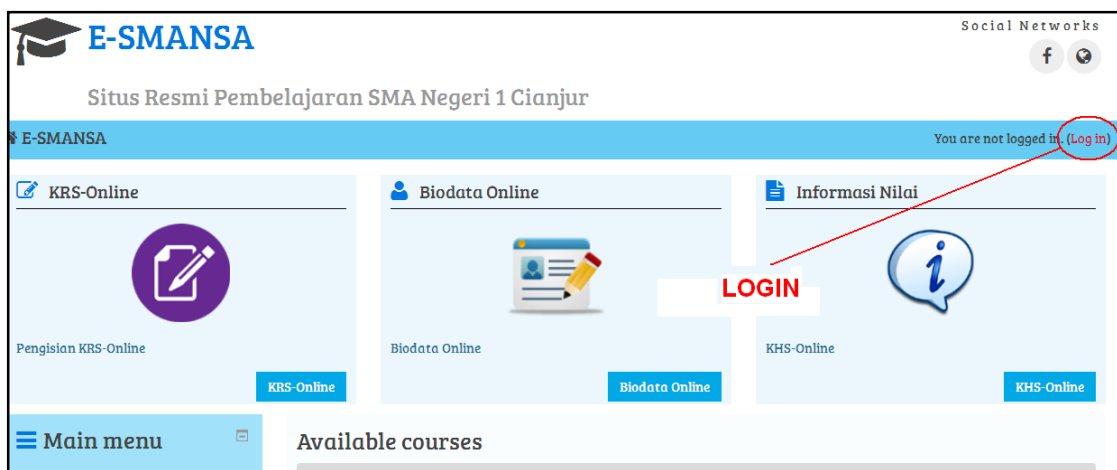 E-SMANSA
Social Networks
Situs Resmi Pembelajaran SMA Negeri 1 Cianjur
E-SMANSA
You are not logged in. (Log in)
KRS-Online
Biodata Online
Informasi Nilai
LOGIN
Pengisian KRS-Online
Biodata Online
KHS-Online
KRS-Online
Biodata Online
KHS-Online
Main menu
Available courses